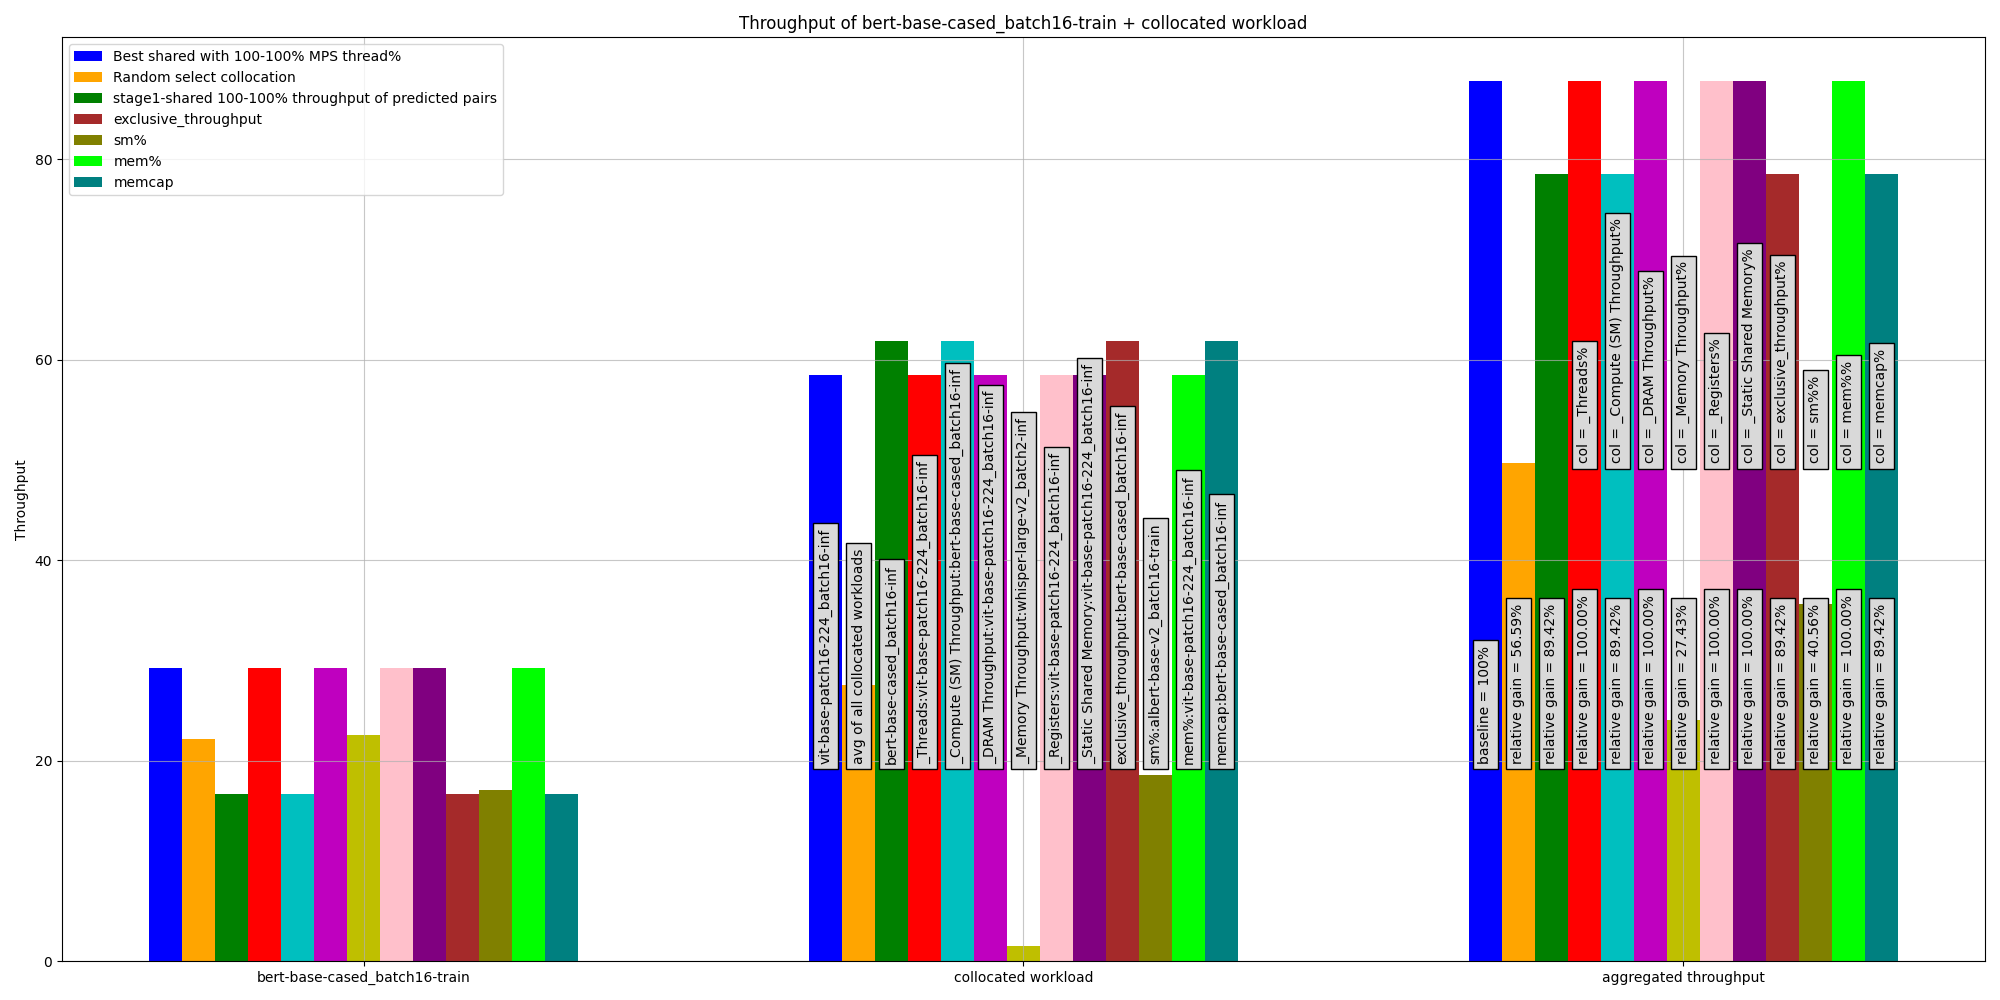 Throughput of bert-base-cased_batch16-train + collocated workload
Best shared with 100-100% MPS thread%
Random select collocation
stage1-shared 100-100% throughput of predicted pairs
exclusive_throughput
sm%
mem%
memcap
Throughput
80
60
40
20
0
vit-base-patch16-224_batch16-inf
avg of all collocated workloads
bert-base-cased_batch16-inf
_Threads:vit-base-patch16-224_batch16-inf
_Compute (SM) Throughput:bert-base-cased_batch16-inf
_DRAM Throughput:vit-base-patch16-224_batch16-inf
_Memory Throughput:whisper-large-v2_batch2-inf
_Registers:vit-base-patch16-224_batch16-inf
_Static Shared Memory:vit-base-patch16-224_batch16-inf
exclusive_throughput:bert-base-cased_batch16-inf
sm%:albert-base-v2_batch16-train
mem%:vit-base-patch16-224_batch16-inf
memcap:bert-base-cased_batch16-inf
col = _Threads%
col = _Compute (SM) Throughput%
col = _DRAM Throughput%
col = _Memory Throughput%
col = _Registers%
col = _Static Shared Memory%
col = exclusive_throughput%
col = sm%%
col = mem%%
col = memcap%
baseline = 100%
relative gain = 56.59%
relative gain = 89.42%
relative gain = 100.00%
relative gain = 89.42%
relative gain = 100.00%
relative gain = 27.43%
relative gain = 100.00%
relative gain = 100.00%
relative gain = 89.42%
relative gain = 40.56%
relative gain = 100.00%
relative gain = 89.42%
bert-base-cased_batch16-train
collocated workload
aggregated throughput